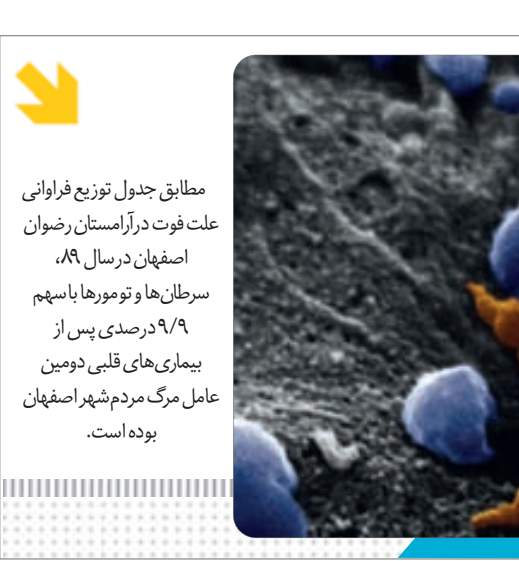 مطابق جدول توزیع فراوانی
علت فوت درآرامستان رضوان
اصفهان در سال ۸۹،
سرطان‌ها و تومورها با سهم
۹/۹ درصدی پس از
بیماری‌های قلبی دومین
عامل مرگ مردم شهر اصفهان
بوده است.